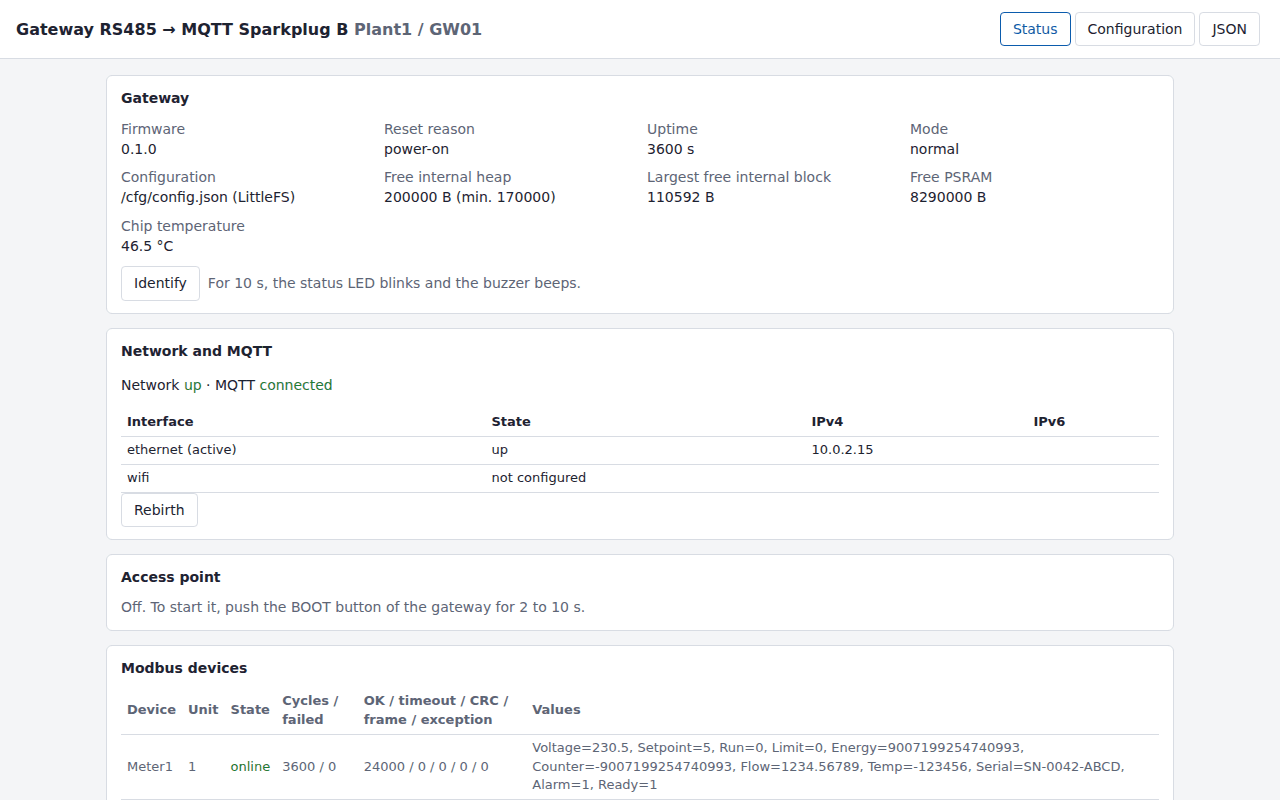 Gateway RS485 → MQTT Sparkplug B Plant1 / GW01 Status Configuration JSON
Gateway
Firmware Reset reason Uptime Mode
0.1.0 power-on 3600 s normal
Configuration Free internal heap Largest free internal block Free PSRAM
/cfg/config.json (LittleFS) 200000 B (min. 170000) 110592 B 8290000 B
Chip temperature
46.5 °C
Identify For 10 s, the status LED blinks and the buzzer beeps.
Network and MQTT
Network up · MQTT connected
Interface State IPv4 IPv6
ethernet (active) up 10.0.2.15
wifi not configured
Rebirth
Access point
Off. To start it, push the BOOT button of the gateway for 2 to 10 s.
Modbus devices
Device Unit State Cycles / failed OK / timeout / CRC / frame / exception Values
Meter1 1 online 3600 / 0 24000 / 0 / 0 / 0 / 0 Voltage=230.5, Setpoint=5, Run=0, Limit=0, Energy=9007199254740993,
Counter=-9007199254740993, Flow=1234.56789, Temp=-123456, Serial=SN-0042-ABCD,
Alarm=1, Ready=1